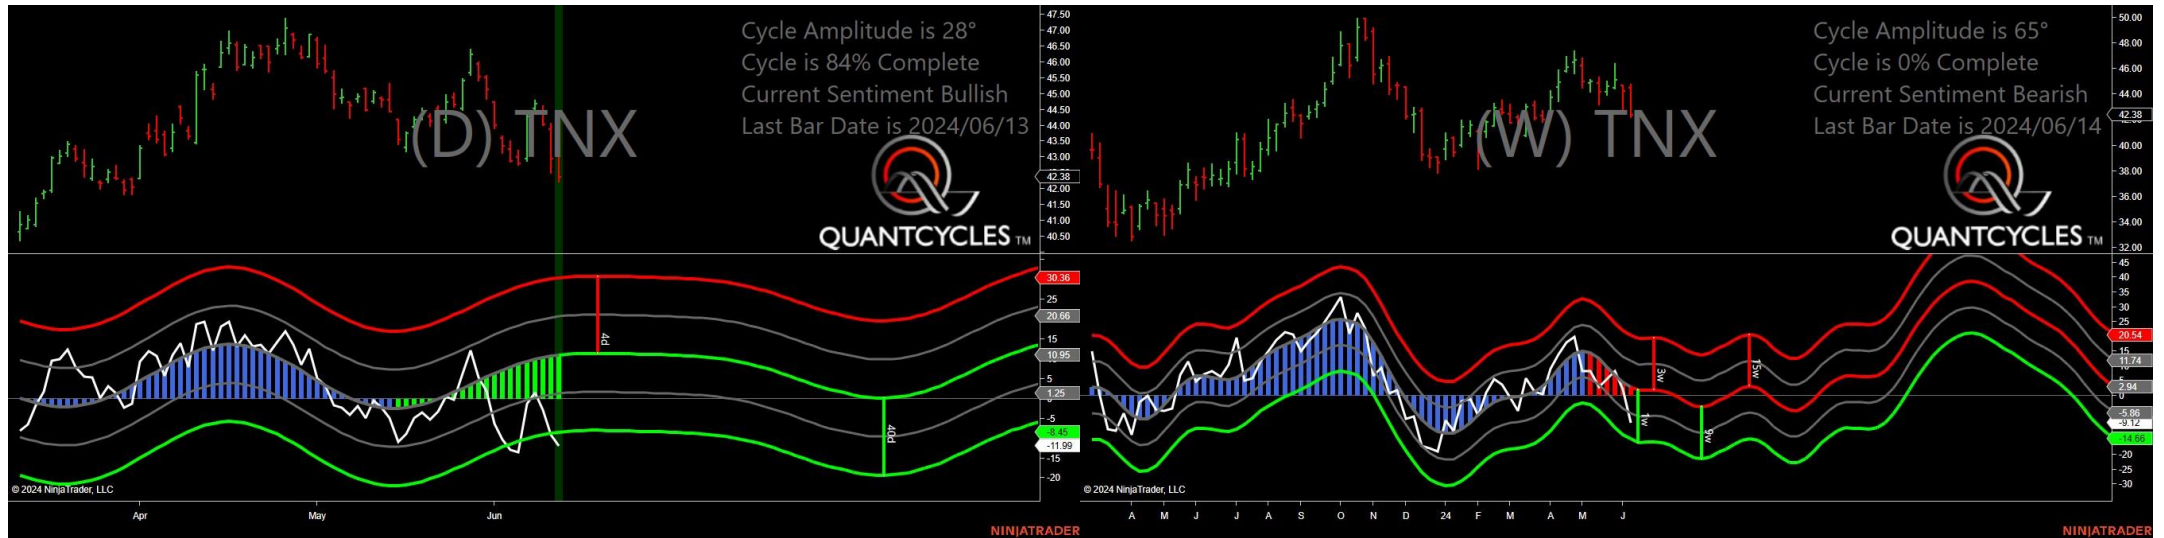 Cycle Amplitude is 28°
Cycle is 84% Complete
Current Sentiment Bullish
Last Bar Date is 2024/06/13
(D) TNX
QUANTCYCLES TM
47.50
47.00
46.50
46.00
45.50
45.00
44.50
44.00
43.50
43.00
42.38
42.00
41.50
41.00
40.50
30.36
25
20.66
15
10.95
5
1.25
-5
-8.45
-11.99
-15
-20
4d
40d
© 2024 NinjaTrader, LLC
Apr
May
Jun
NINJATRADER
Cycle Amplitude is 65°
Cycle is 0% Complete
Current Sentiment Bearish
Last Bar Date is 2024/06/14
(W) TNX
QUANTCYCLES TM
50.00
48.00
46.00
44.00
42.38
40.00
38.00
36.00
34.00
32.00
45
40
35
30
25
20.54
11.74
2.94
0
-5.86
-9.12
-14.66
-20
-25
-30
3w
15w
1w
9w
© 2024 NinjaTrader, LLC
A M J J A S O N D 24 F M A M J
NINJATRADER